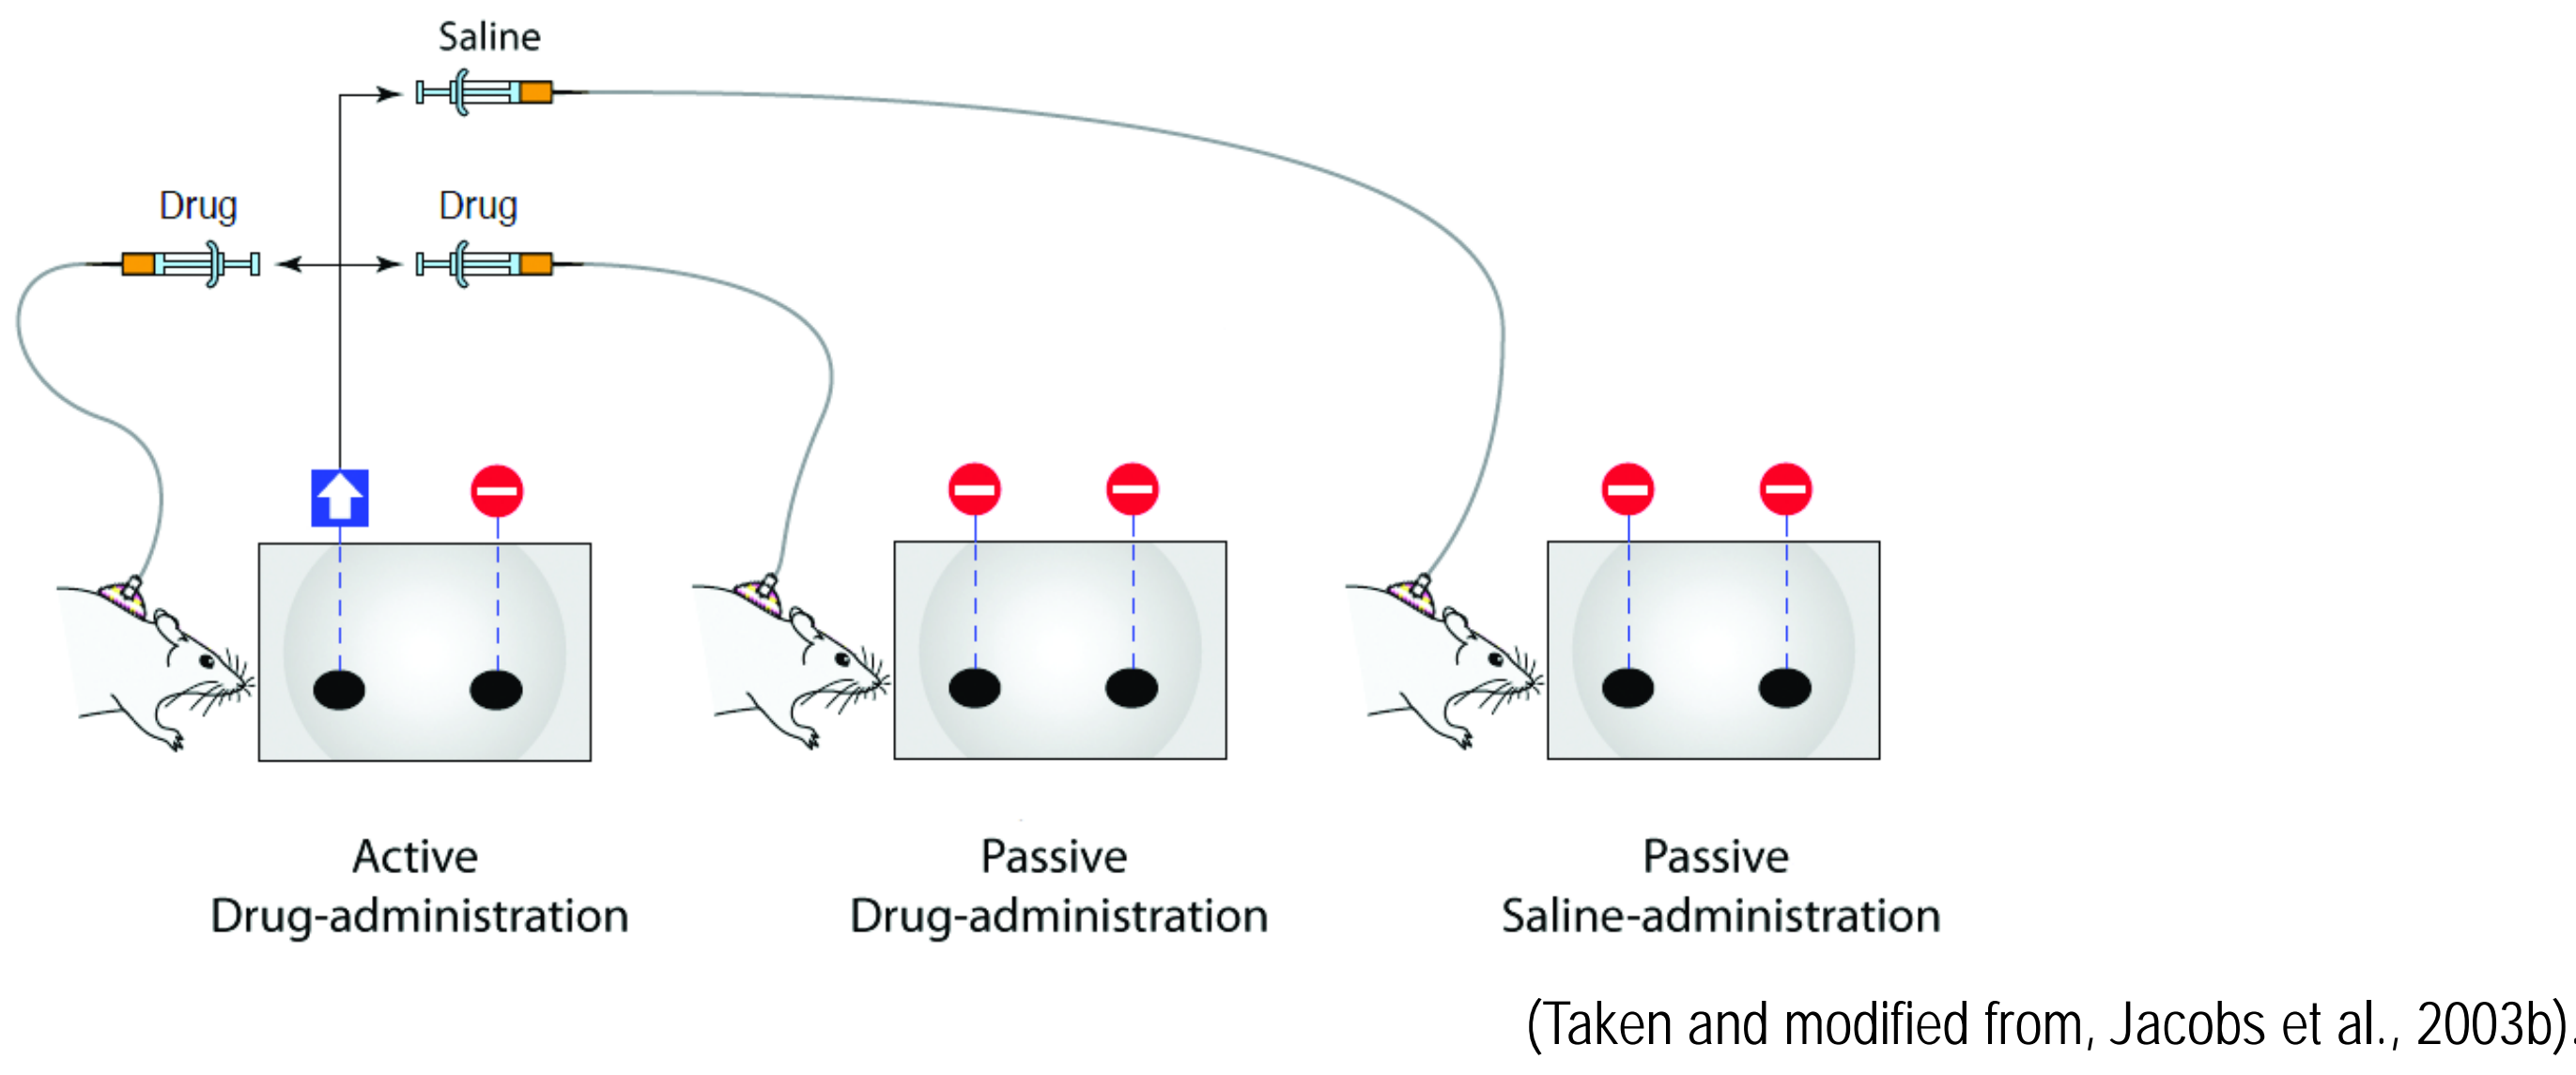 Saline
Drug
Drug
Active
Drug-administration
Passive
Drug-administration
Passive
Saline-administration
(Taken and modified from, Jacobs et al., 2003b).